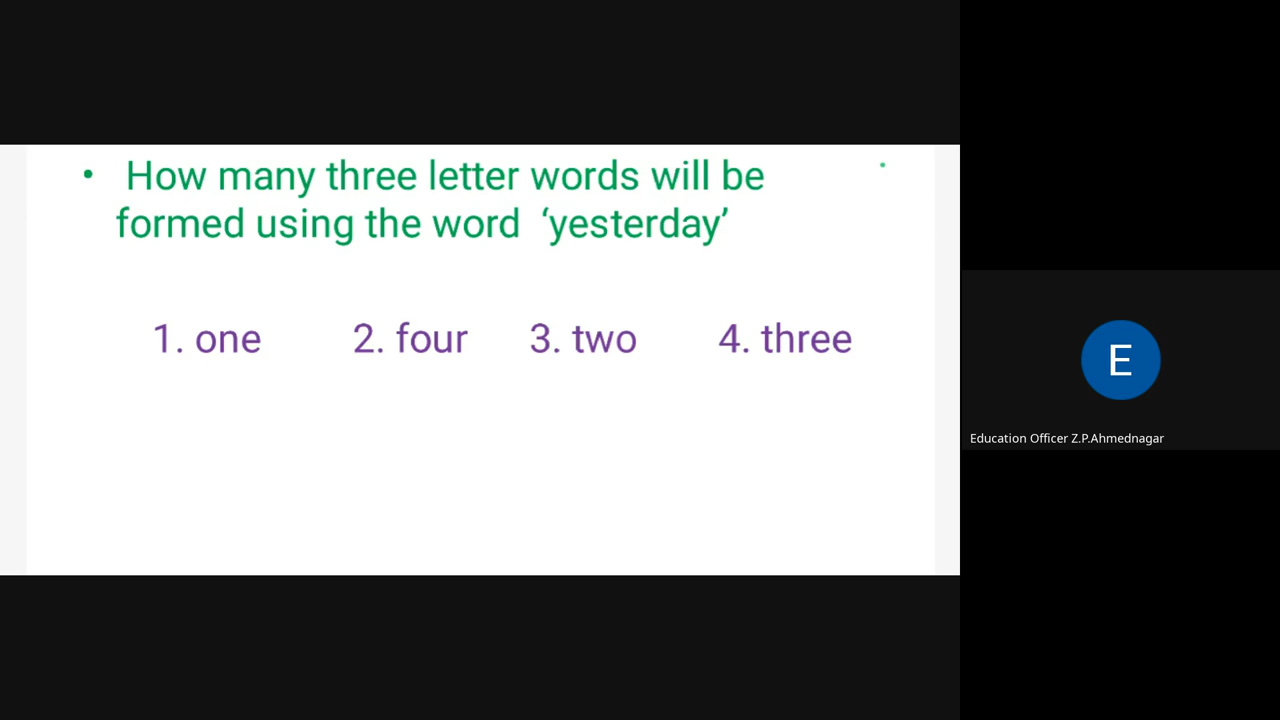 • How many three letter words will be
formed using the word ‘yesterday’
1. one 2. four 3. two 4. three
E
Education Officer Z.P.Ahmednagar